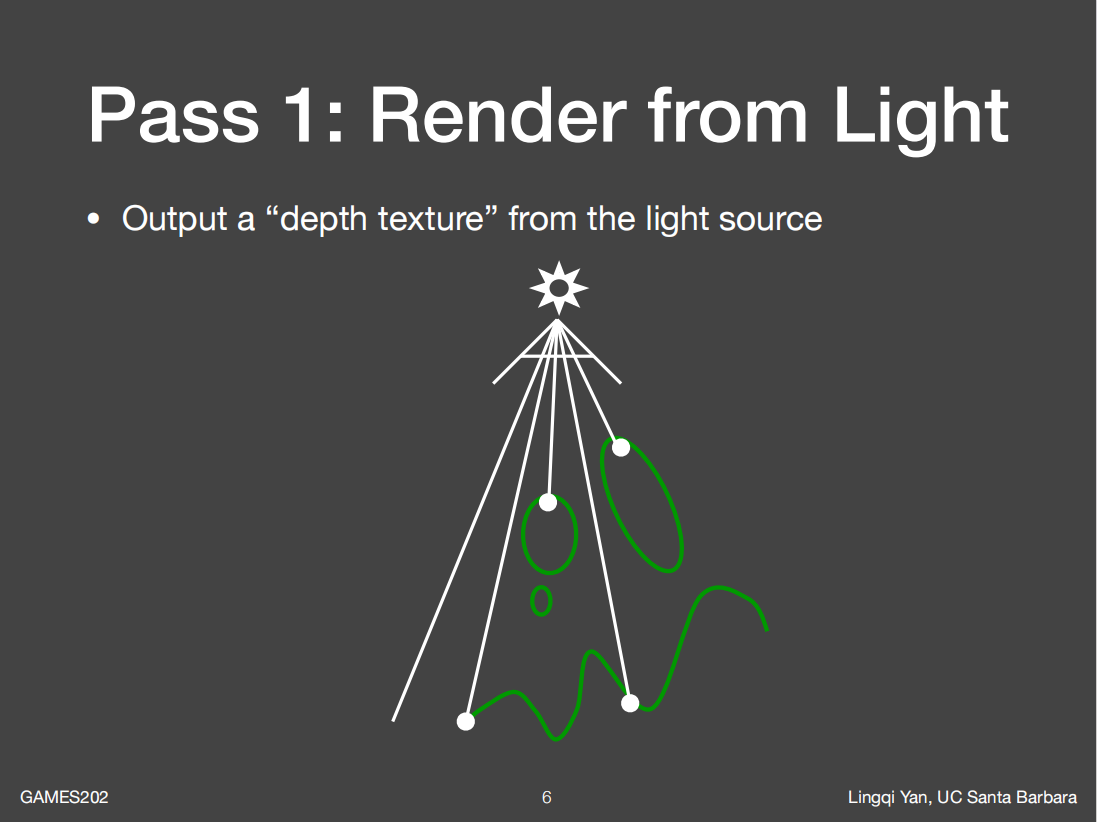 Pass 1: Render from Light
• Output a “depth texture” from the light source
GAMES202
6
Lingqi Yan, UC Santa Barbara